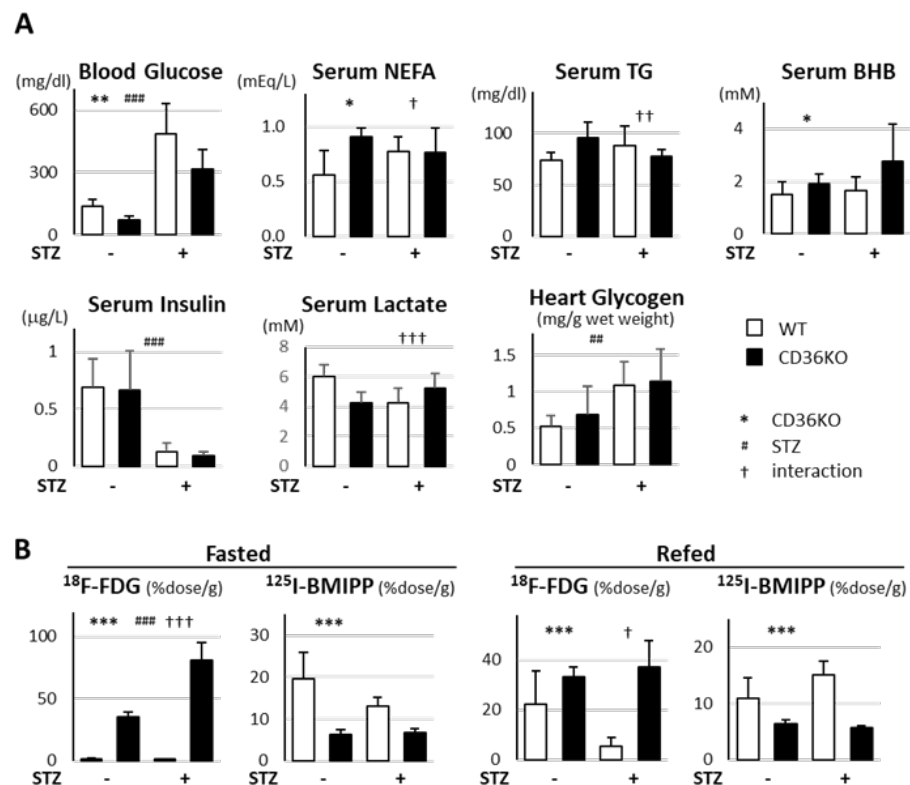 A
Blood Glucose
(mg/dl)
** ###
600
300
0
STZ - +
Serum NEFA
(mEq/L)
* †
1.0
0.5
0.0
- +
Serum TG
(mg/dl)
††
100
50
0
STZ - +
Serum BHB
(mM)
*
4
2
0
STZ - +
Serum Insulin
(µg/L)
###
1
0.5
0
STZ - +
Serum Lactate
(mM)
†††
8
6
4
2
0
STZ - +
Heart Glycogen
(mg/g wet weight)
##
1.5
1
0.5
0
STZ - +
WT
CD36KO
* CD36KO
# STZ
† interaction
B
Fasted
¹⁸F-FDG (%dose/g)
*** ### †††
100
50
0
STZ - +
¹²⁵I-BMIPP (%dose/g)
***
30
20
10
0
- +
Refed
¹⁸F-FDG (%dose/g)
*** †
40
20
0
STZ - +
¹²⁵I-BMIPP (%dose/g)
***
20
10
0
- +